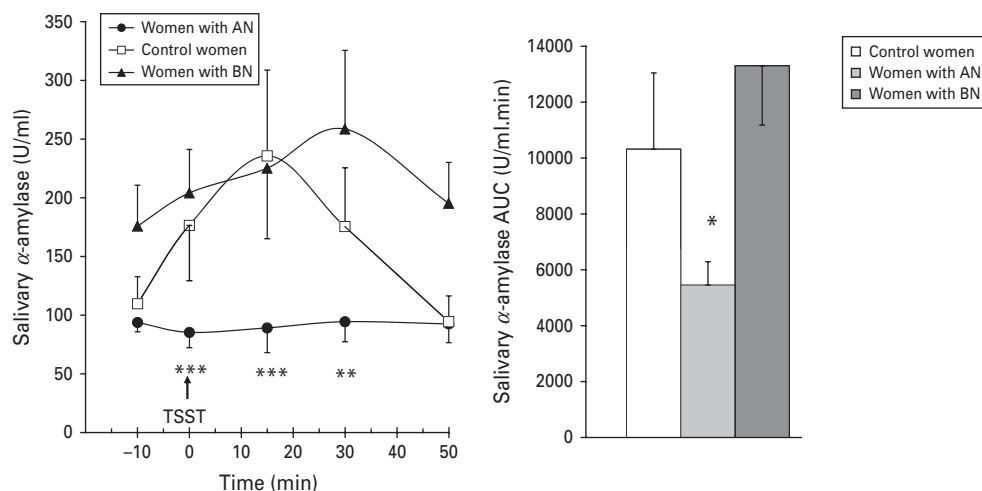 350
300
250
200
150
100
50
0
Salivary α-amylase (U/ml)
Women with AN
Control women
Women with BN
***
***
**
TSST
–10
0
10
20
30
40
50
Time (min)
14000
12000
10000
8000
6000
4000
2000
0
Salivary α-amylase AUC (U/ml.min)
*
Control women
Women with AN
Women with BN